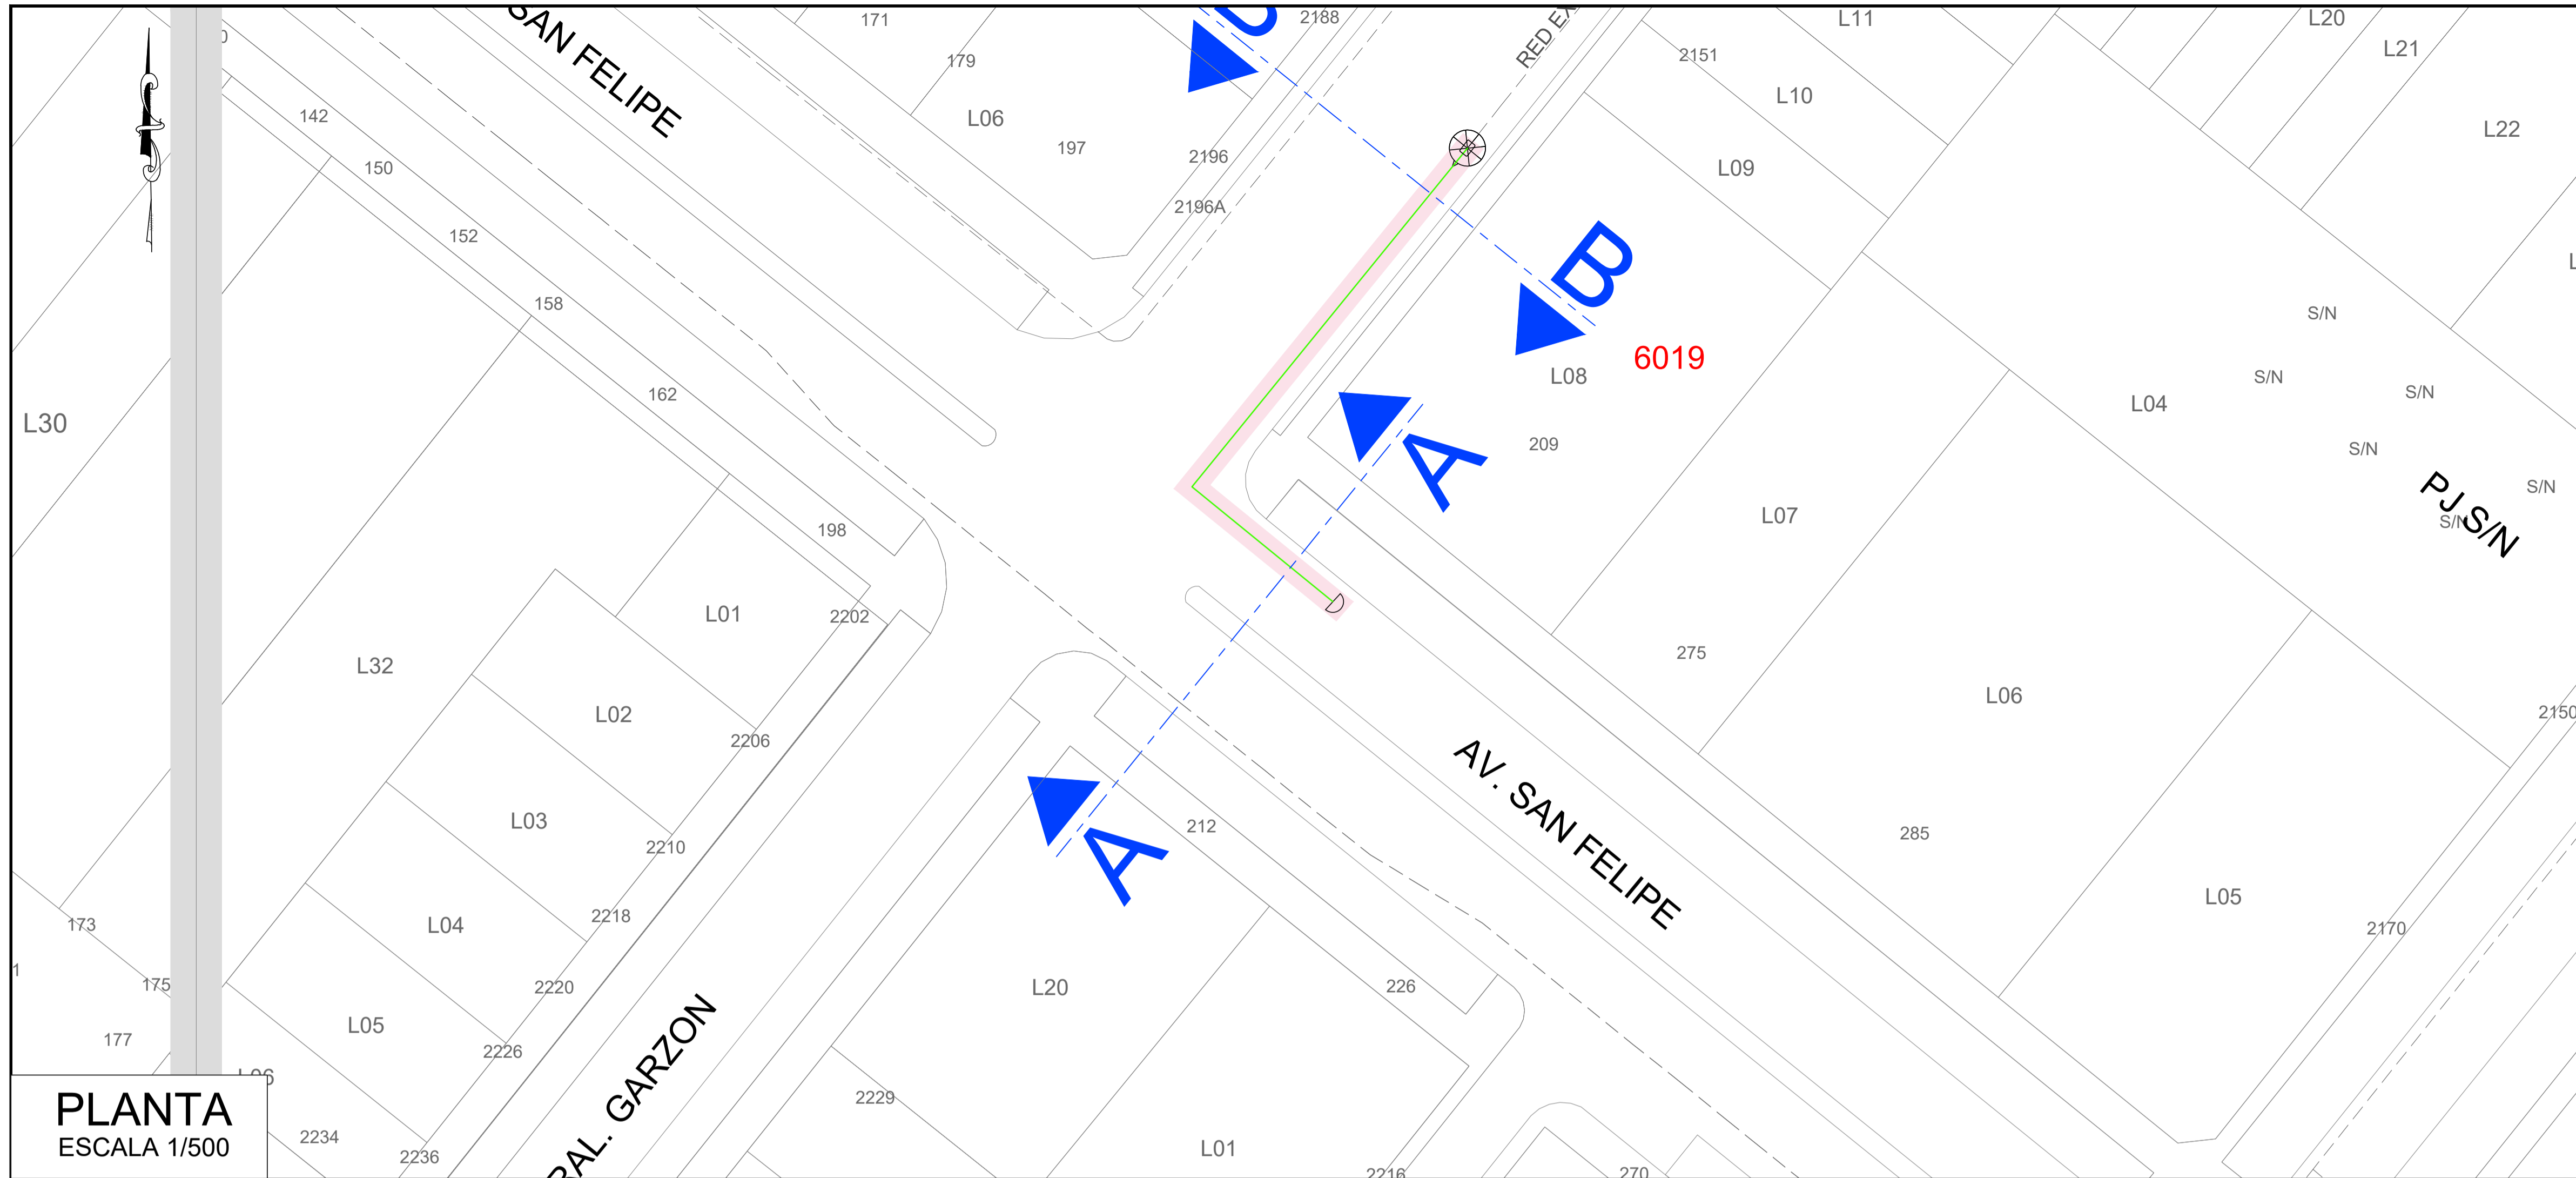 171
2188
L11
L20
SAN FELIPE
179
RED EX
2151
L21
142
L06
L10
197
L22
150
2196
L09
2196A
152
B
158
S/N
6019
L08
S/N
162
S/N
L04
L30
A
209
S/N
PJ S/N
S/N
S/N
L07
198
L01
2202
275
L32
L06
L02
2150
2206
AV. SAN FELIPE
L03
212
285
2210
A
L05
2218
173
L04
2170
175
2220
L20
226
L05
177
2226
GARZON
2229
PLANTA
ESCALA 1/500
2234
2236
L01
2216
270